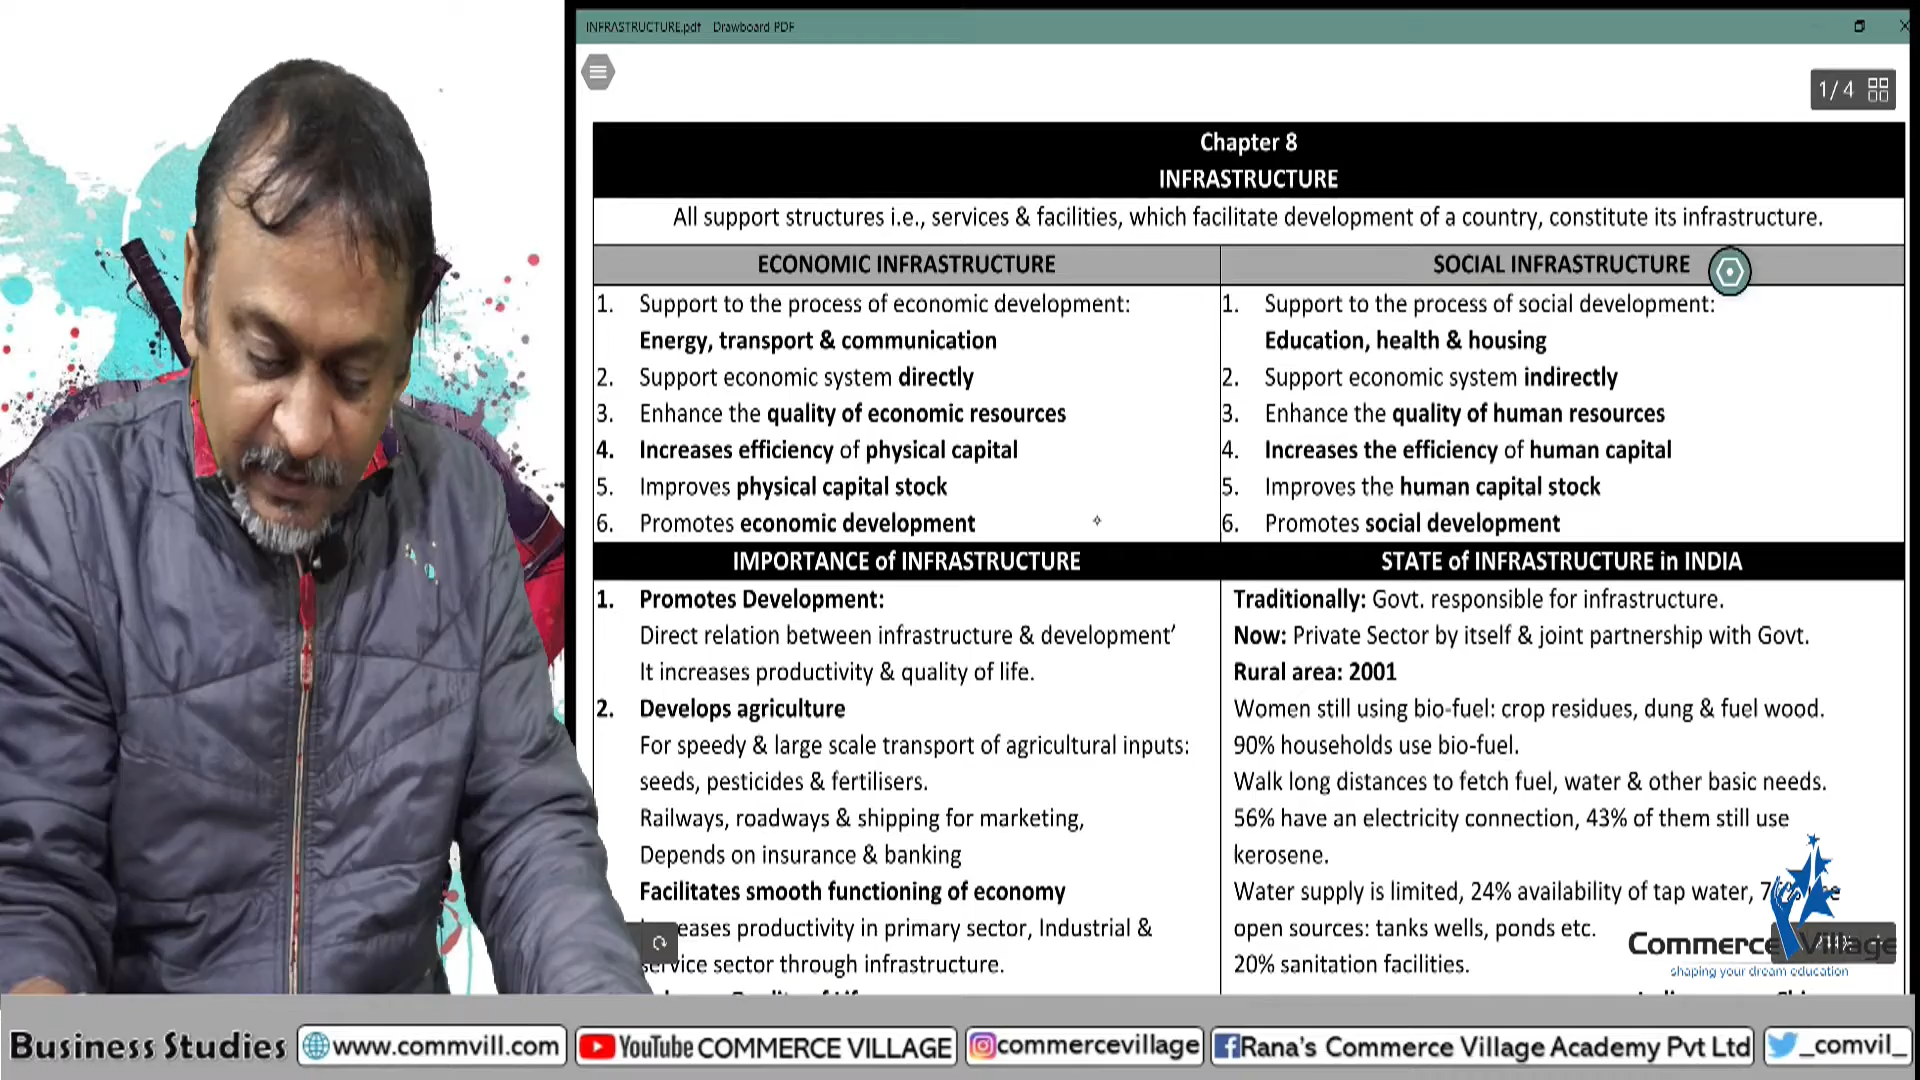 INFRASTRUCTURE.pdf Drawboard PDF
1 / 4
Chapter 8
INFRASTRUCTURE
All support structures i.e., services & facilities, which facilitate development of a country, constitute its infrastructure.
ECONOMIC INFRASTRUCTURE
1. Support to the process of economic development:
Energy, transport & communication
2. Support economic system directly
3. Enhance the quality of economic resources
4. Increases efficiency of physical capital
5. Improves physical capital stock
6. Promotes economic development
SOCIAL INFRASTRUCTURE
1. Support to the process of social development:
Education, health & housing
2. Support economic system indirectly
3. Enhance the quality of human resources
4. Increases the efficiency of human capital
5. Improves the human capital stock
6. Promotes social development
IMPORTANCE of INFRASTRUCTURE
1. Promotes Development:
Direct relation between infrastructure & development’
It increases productivity & quality of life.
2. Develops agriculture
For speedy & large scale transport of agricultural inputs:
seeds, pesticides & fertilisers.
Railways, roadways & shipping for marketing,
Depends on insurance & banking
Facilitates smooth functioning of economy
productivity in primary sector, Industrial &
service sector through infrastructure.
STATE of INFRASTRUCTURE in INDIA
Traditionally: Govt. responsible for infrastructure.
Now: Private Sector by itself & joint partnership with Govt.
Rural area: 2001
Women still using bio-fuel: crop residues, dung & fuel wood.
90% households use bio-fuel.
Walk long distances to fetch fuel, water & other basic needs.
56% have an electricity connection, 43% of them still use
kerosene.
Water supply is limited, 24% availability of tap water,
open sources: tanks wells, ponds etc.
20% sanitation facilities.
Commerce Village
shaping your dream education
Business Studies
www.commvill.com
YouTube COMMERCE VILLAGE
commercevillage
Rana's Commerce Village Academy Pvt Ltd
_comvil_